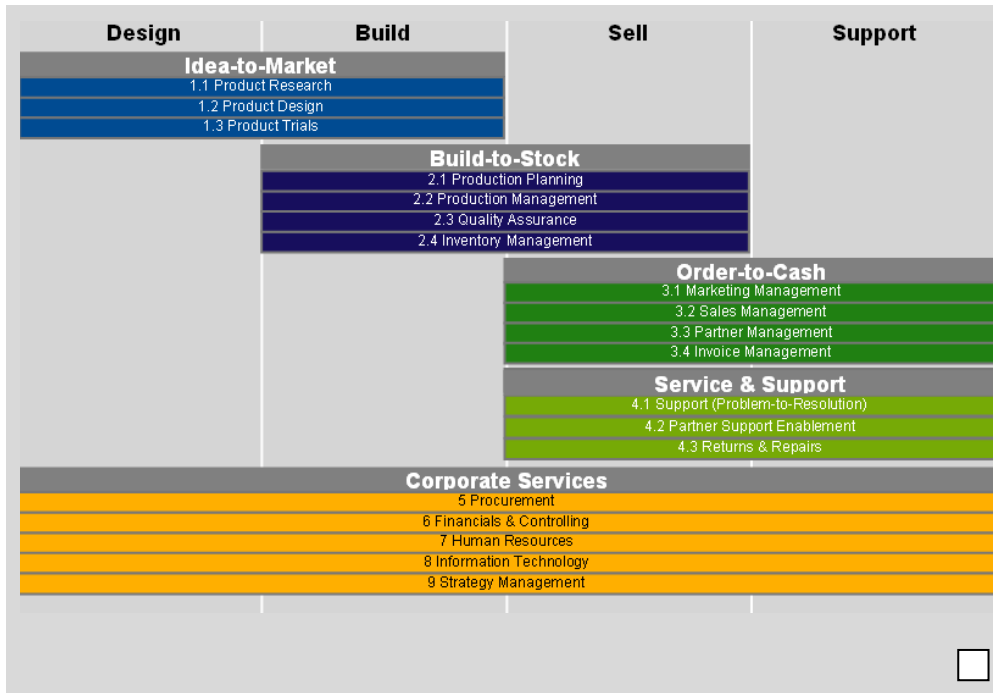 Design Build Sell Support
Idea-to-Market
1.1 Product Research
1.2 Product Design
1.3 Product Trials
Build-to-Stock
2.1 Production Planning
2.2 Production Management
2.3 Quality Assurance
2.4 Inventory Management
Order-to-Cash
3.1 Marketing Management
3.2 Sales Management
3.3 Partner Management
3.4 Invoice Management
Service & Support
4.1 Support (Problem-to-Resolution)
4.2 Partner Support Enablement
4.3 Returns & Repairs
Corporate Services
5 Procurement
6 Financials & Controlling
7 Human Resources
8 Information Technology
9 Strategy Management